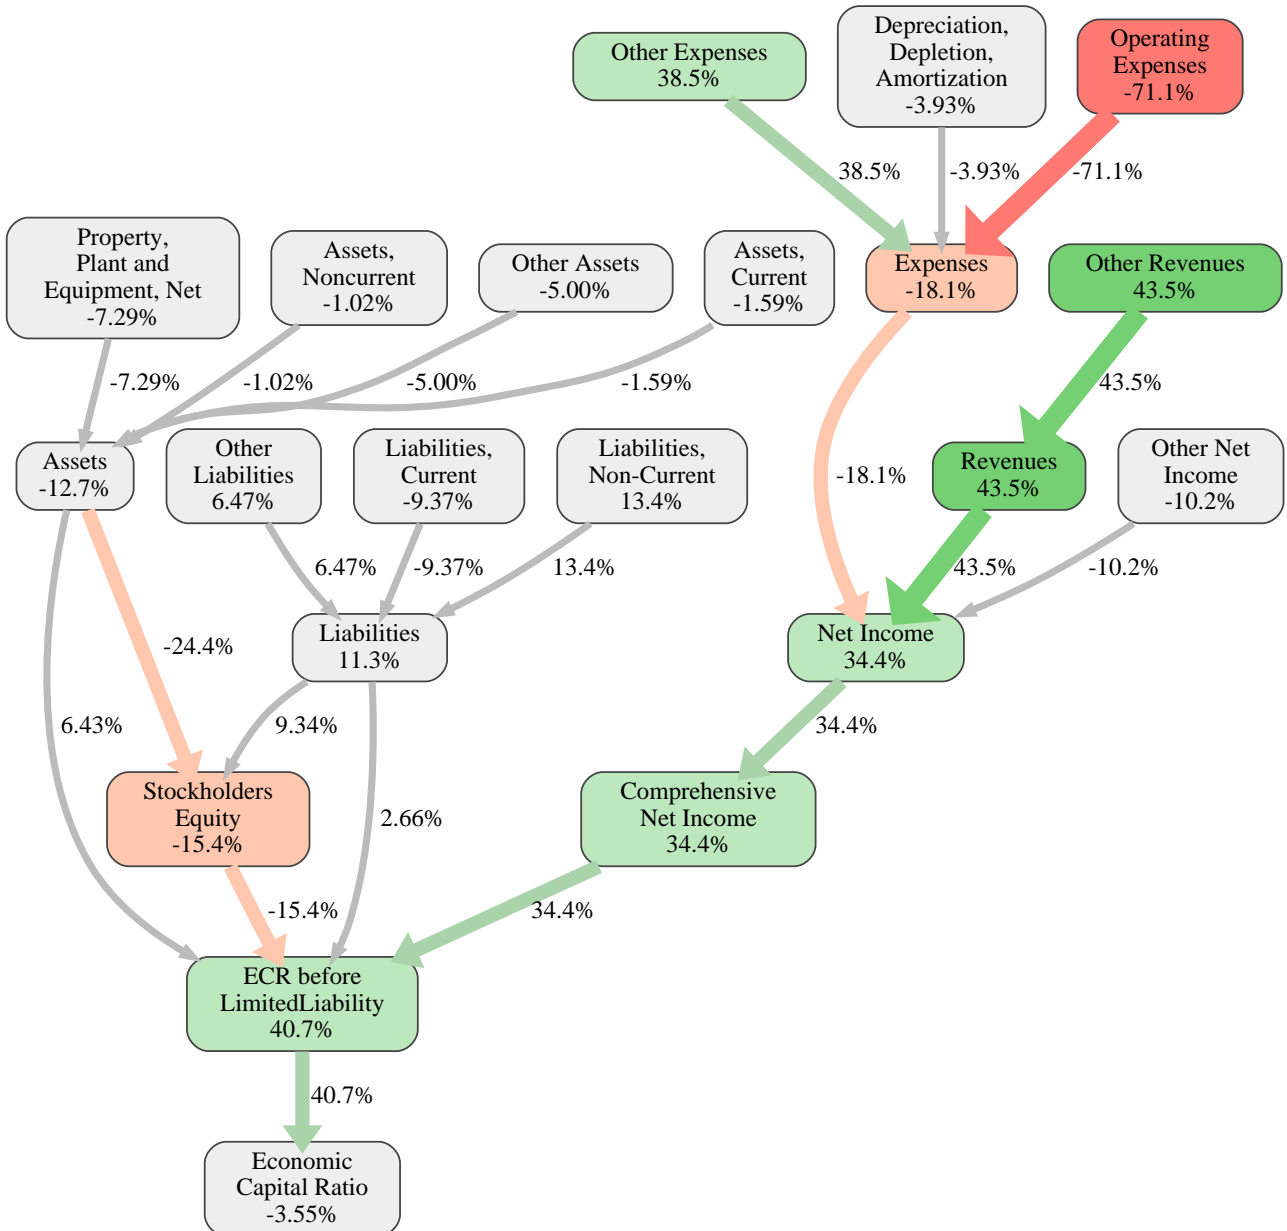 Other Expenses
38.5%
Depreciation,
Depletion,
Amortization
-3.93%
Operating
Expenses
-71.1%
38.5%
-3.93%
-71.1%
Property,
Plant and
Equipment, Net
-7.29%
Assets,
Noncurrent
-1.02%
Other Assets
-5.00%
Assets,
Current
-1.59%
Expenses
-18.1%
Other Revenues
43.5%
-7.29%
-1.02%
-5.00%
-1.59%
43.5%
Assets
-12.7%
Other
Liabilities
6.47%
Liabilities,
Current
-9.37%
Liabilities,
Non-Current
13.4%
-18.1%
Revenues
43.5%
Other Net
Income
-10.2%
6.47%
-9.37%
13.4%
43.5%
-10.2%
-24.4%
Liabilities
11.3%
Net Income
34.4%
6.43%
9.34%
34.4%
Stockholders
Equity
-15.4%
2.66%
Comprehensive
Net Income
34.4%
-15.4%
34.4%
ECR before
LimitedLiability
40.7%
40.7%
Economic
Capital Ratio
-3.55%